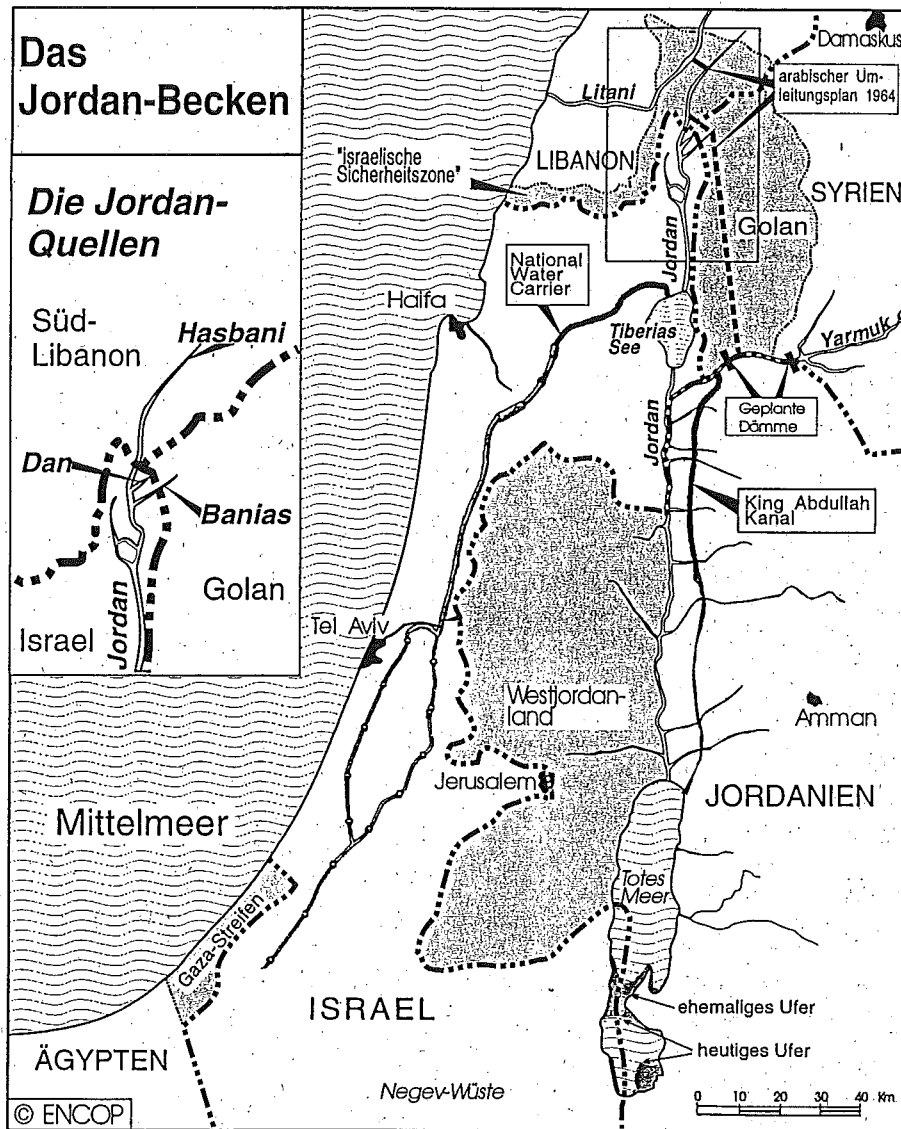 Das
Jordan-Becken
Die Jordan-
Quellen
Süd-
Libanon
Hasbani
Dan
Banias
Golan
Israel
Jordan
Damaskus
arabischer Um-
leitungsplan 1964
Litani
LIBANON
"israelische
Sicherheitszone"
SYRIEN
Golan
Jordan
National
Water
Carrier
Haifa
Tiberias
See
Yarmuk
Geplante
Dämme
Jordan
King Abdullah
Kanal
Tel Aviv
Westjordan-
land
Amman
Jerusalem
JORDANIEN
Mittelmeer
Totes
Meer
Gaza-Streifen
ehemaliges Ufer
ISRAEL
heutiges Ufer
ÄGYPTEN
Negev-Wüste
© ENCOP
0 10 20 30 40 Km.